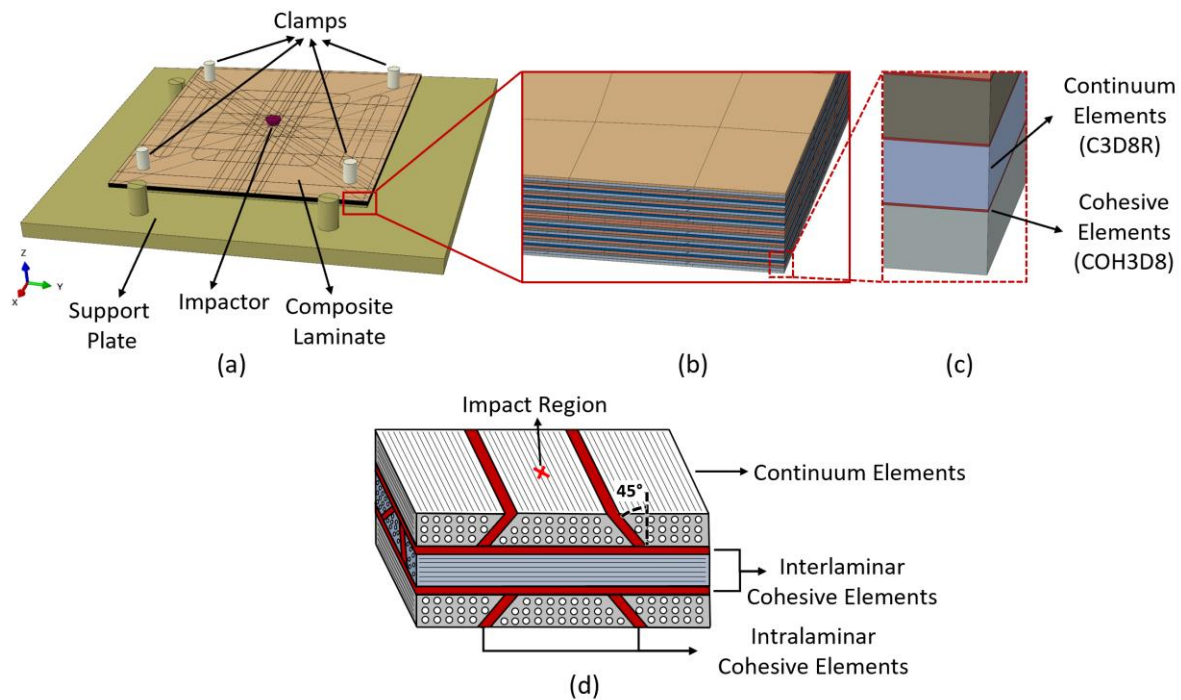 Clamps
Z
Y
X
Support
Plate
Impactor
Composite
Laminate
(a)
(b)
Continuum
Elements
(C3D8R)
Cohesive
Elements
(COH3D8)
(c)
Impact Region
45°
Continuum Elements
Interlaminar
Cohesive Elements
Intralaminar
Cohesive Elements
(d)